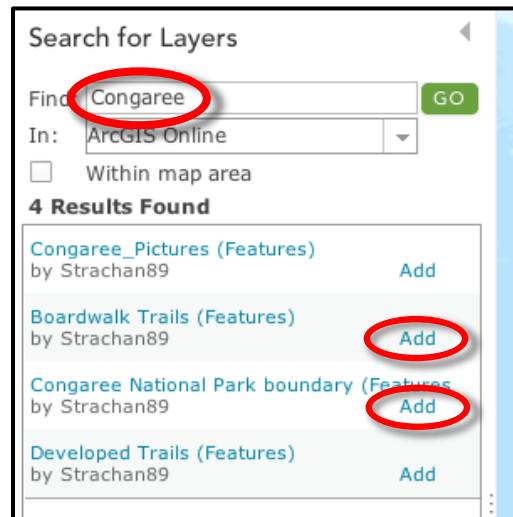 Search for Layers
Find: Congaree GO
In: ArcGIS Online
Within map area
4 Results Found
Congaree_Pictures (Features)
by Strachan89 Add
Boardwalk Trails (Features)
by Strachan89 Add
Congaree National Park boundary (Features
by Strachan89 Add
Developed Trails (Features)
by Strachan89 Add